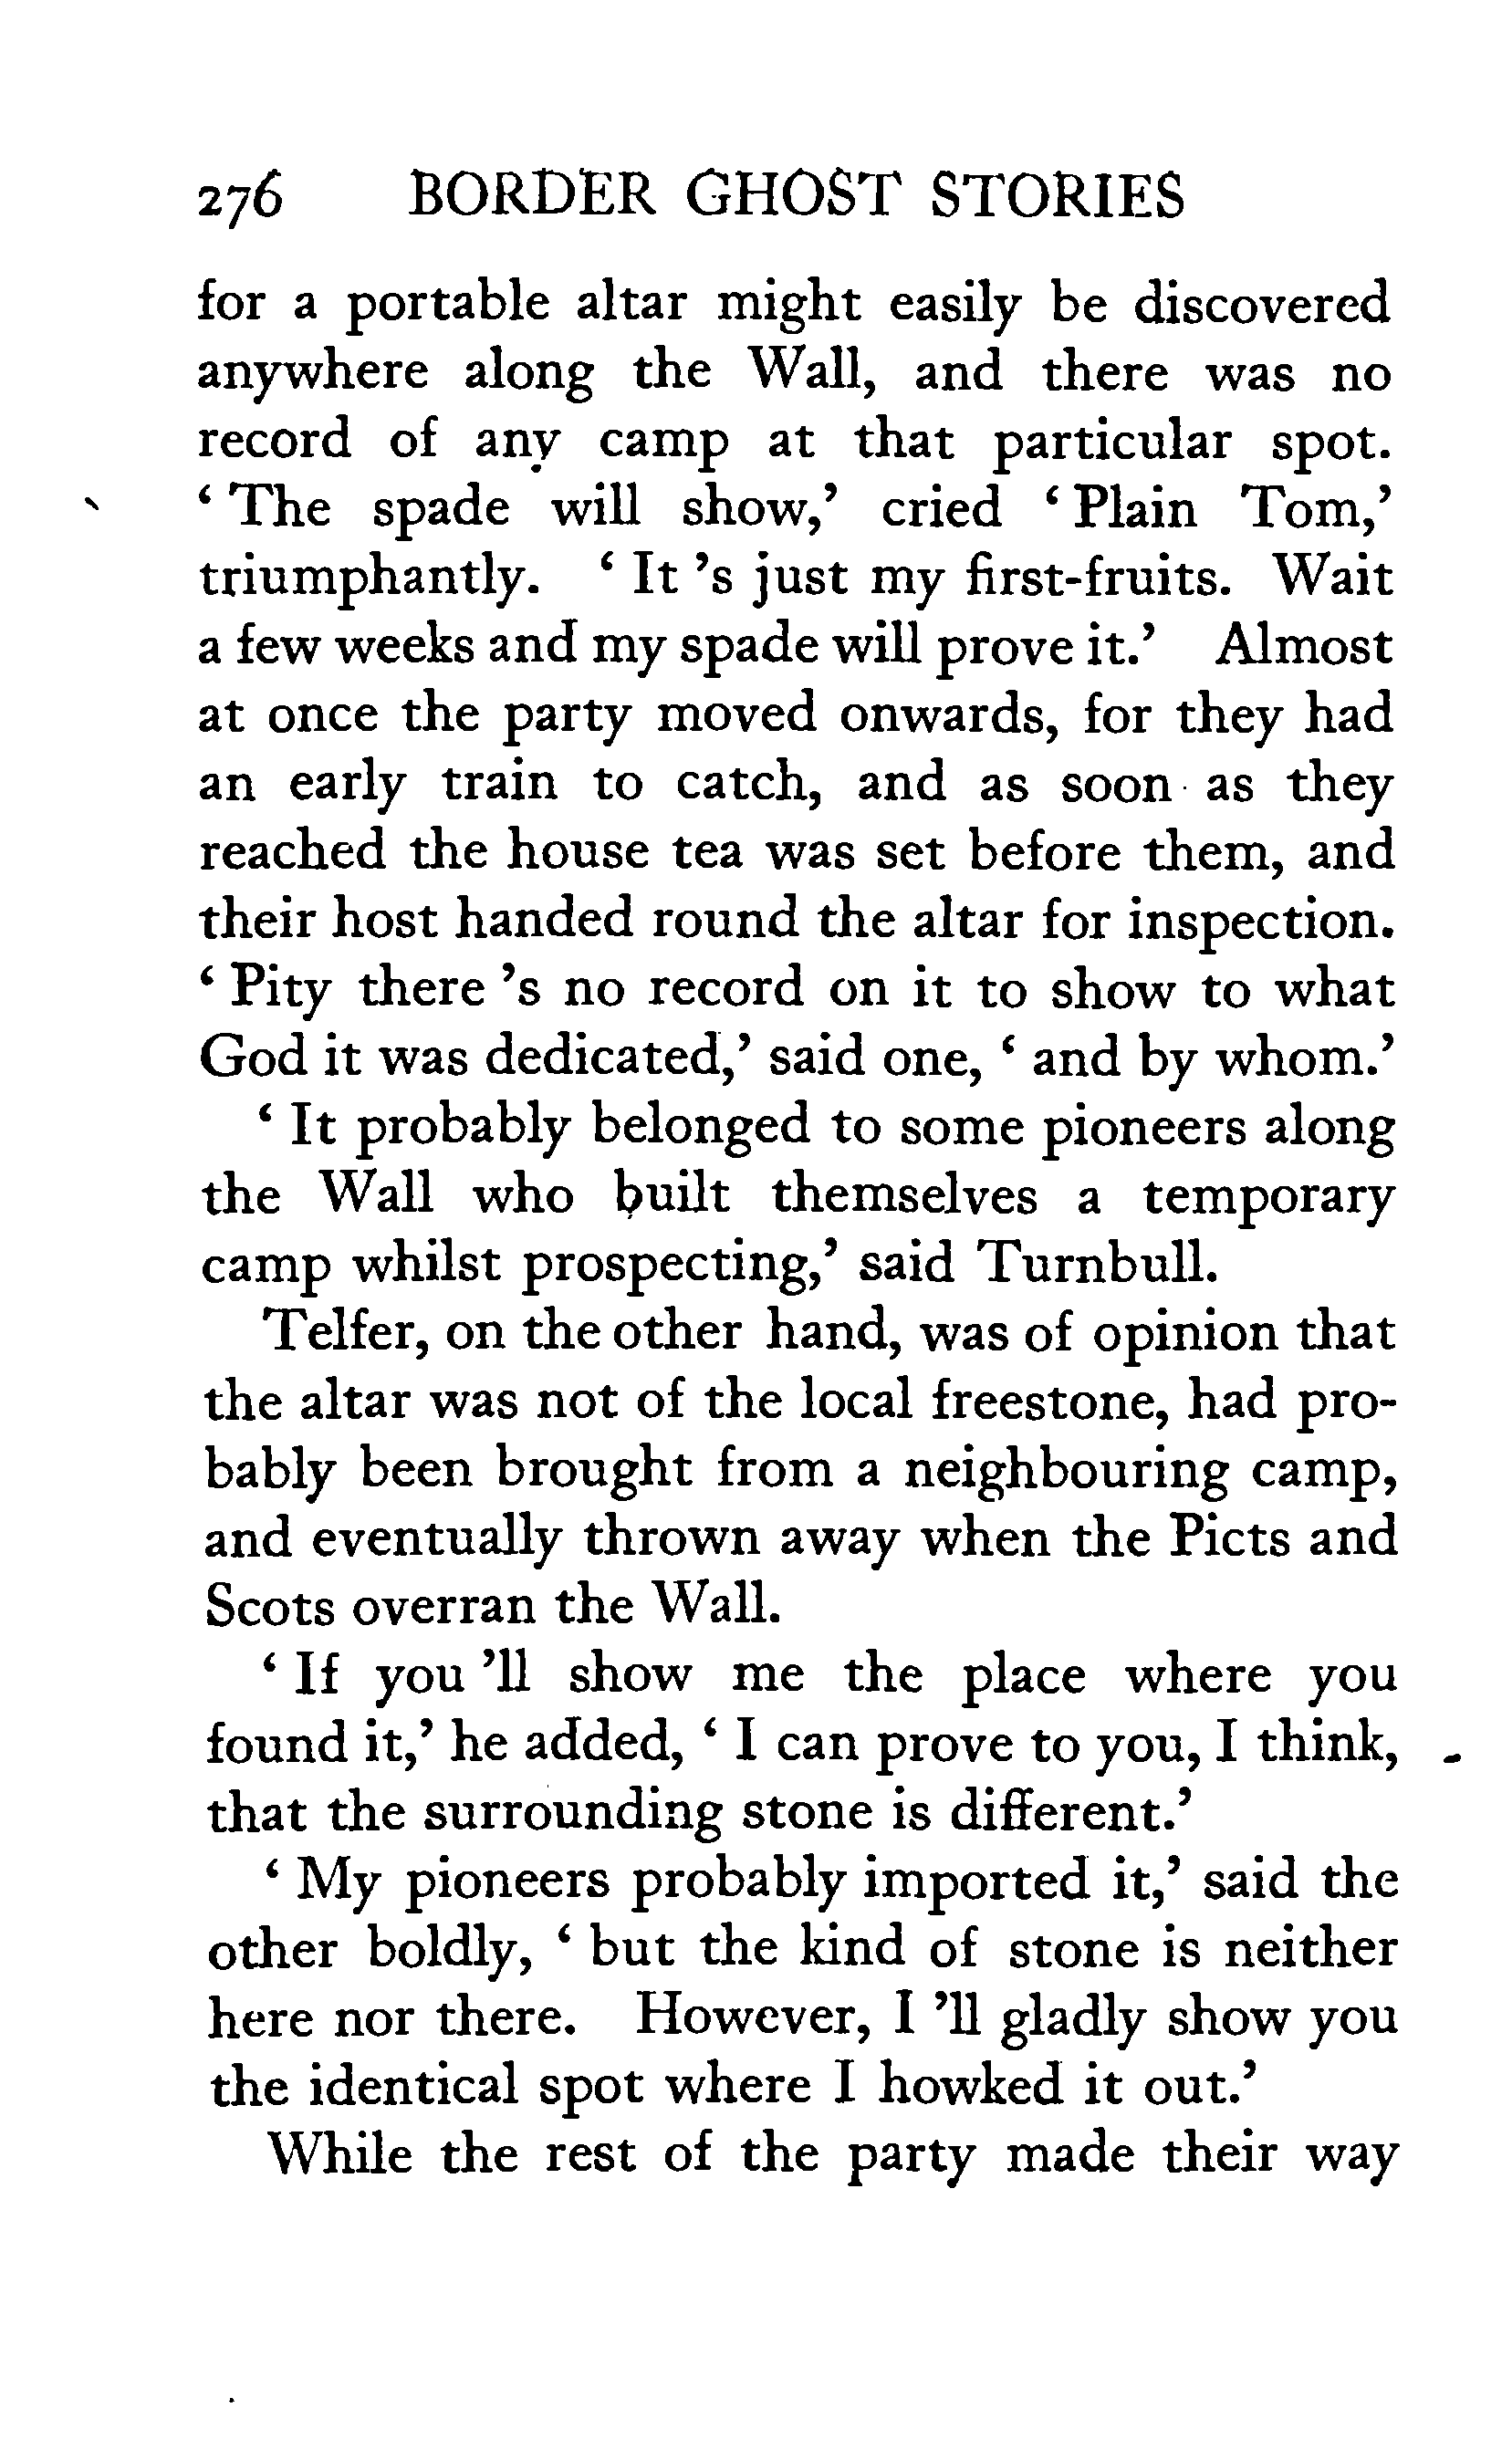 276 BORDER GHOST STORIES
for a portable altar might easily be discovered
anywhere along the Wall, and there was no
record of any camp at that particular spot.
‘ The spade will show,’ cried ‘ Plain Tom,’
triumphantly. ‘ It ’s just my first-fruits. Wait
a few weeks and my spade will prove it.’ Almost
at once the party moved onwards, for they had
an early train to catch, and as soon as they
reached the house tea was set before them, and
their host handed round the altar for inspection.
‘ Pity there ’s no record on it to show to what
God it was dedicated,’ said one, ‘ and by whom.’
‘ It probably belonged to some pioneers along
the Wall who built themselves a temporary
camp whilst prospecting,’ said Turnbull.
Telfer, on the other hand, was of opinion that
the altar was not of the local freestone, had pro-
bably been brought from a neighbouring camp,
and eventually thrown away when the Picts and
Scots overran the Wall.
‘ If you ’ll show me the place where you
found it,’ he added, ‘ I can prove to you, I think,
that the surrounding stone is different.’
‘ My pioneers probably imported it,’ said the
other boldly, ‘ but the kind of stone is neither
here nor there. However, I ’ll gladly show you
the identical spot where I howked it out.’
While the rest of the party made their way